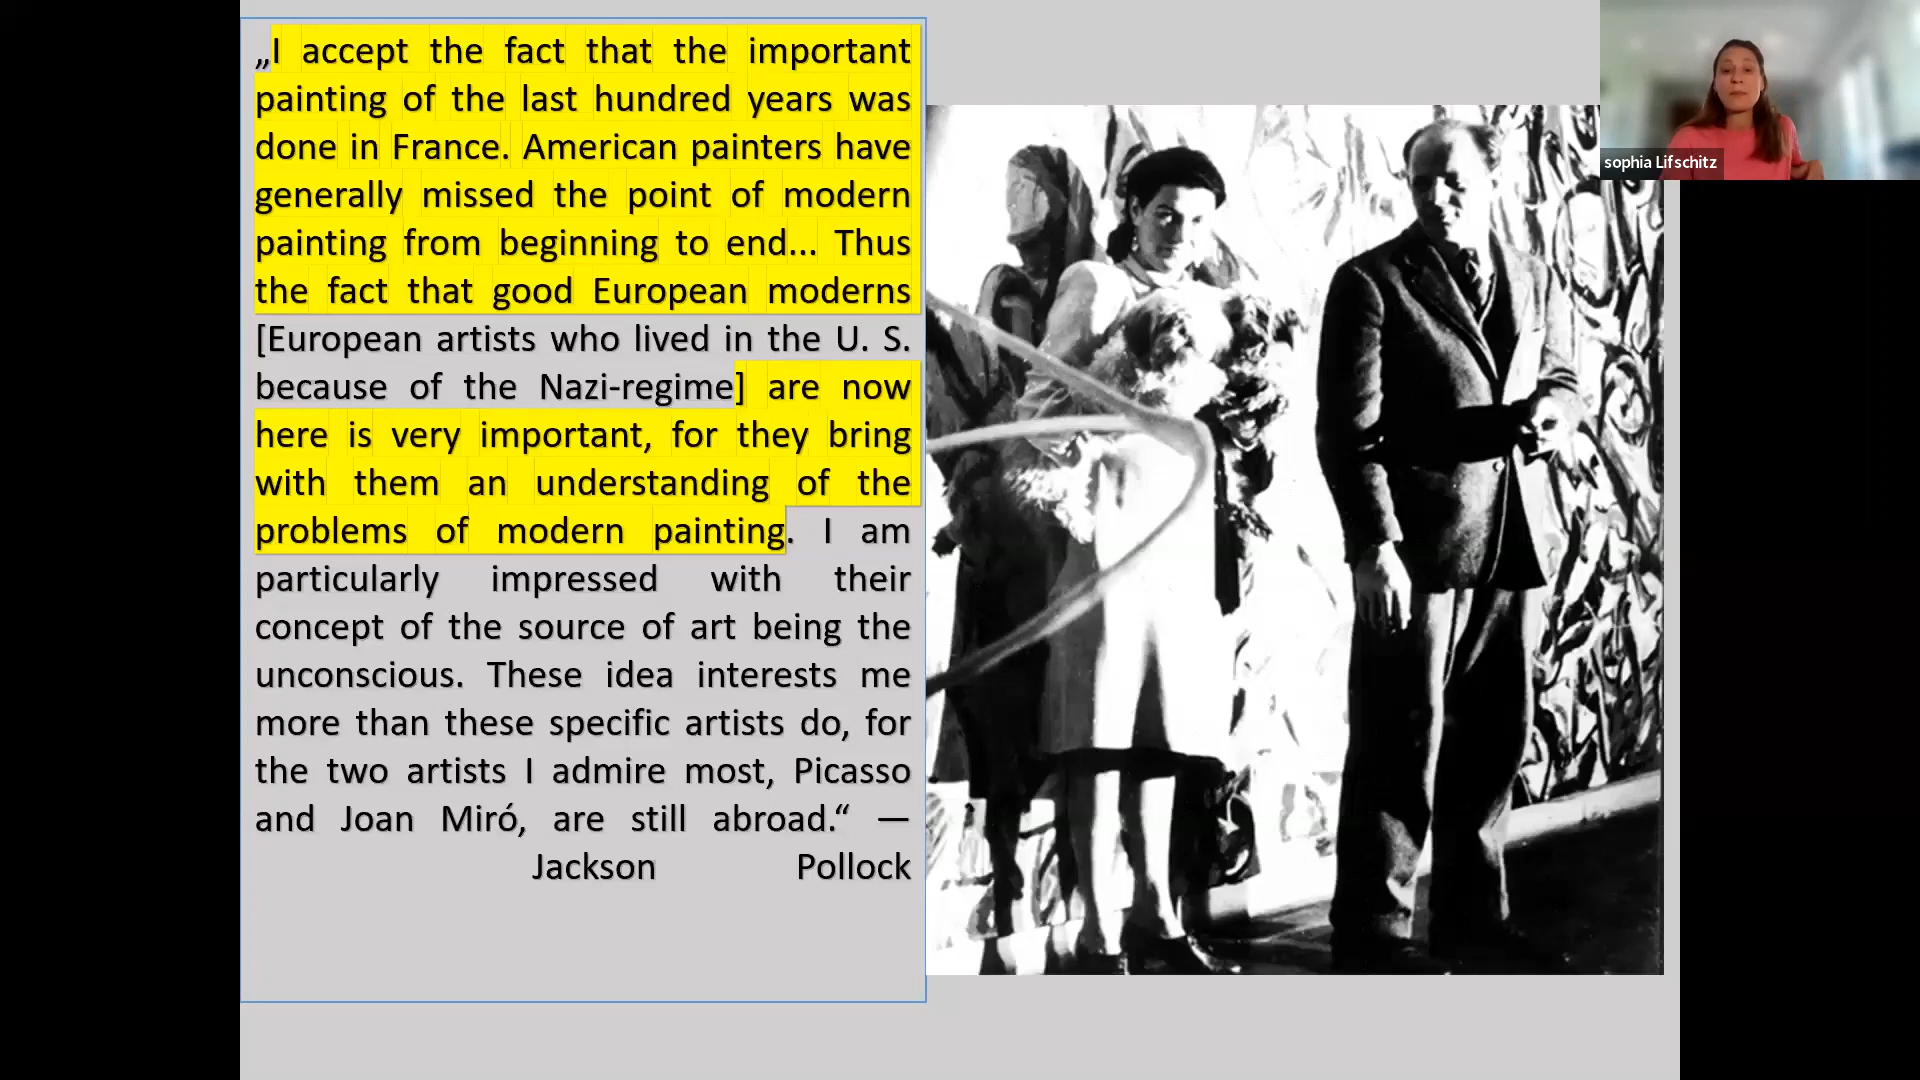 „I accept the fact that the important
painting of the last hundred years was
done in France. American painters have
generally missed the point of modern
painting from beginning to end... Thus
the fact that good European moderns
[European artists who lived in the U. S.
because of the Nazi-regime] are now
here is very important, for they bring
with them an understanding of the
problems of modern painting. I am
particularly impressed with their
concept of the source of art being the
unconscious. These idea interests me
more than these specific artists do, for
the two artists I admire most, Picasso
and Joan Miró, are still abroad.“ —
Jackson Pollock
sophia Lifschitz